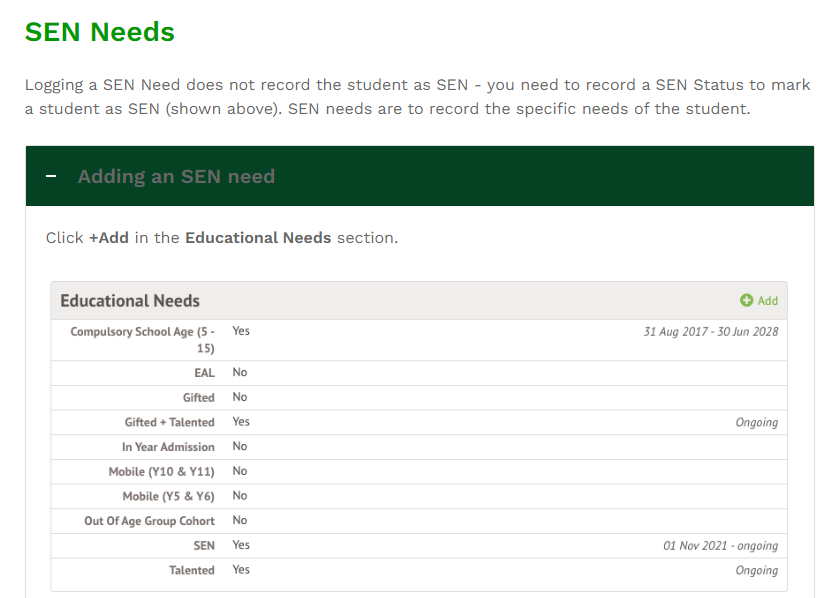 SEN Needs
Logging a SEN Need does not record the student as SEN - you need to record a SEN Status to mark
a student as SEN (shown above). SEN needs are to record the specific needs of the student.
Adding an SEN need
Click +Add in the Educational Needs section.
Educational Needs Add
Compulsory School Age (5 - Yes 31 Aug 2017 - 30 Jun 2028
15)
EAL No
Gifted No
Gifted + Talented Yes Ongoing
In Year Admission No
Mobile (Y10 & Y11) No
Mobile (Y5 & Y6) No
Out Of Age Group Cohort No
SEN Yes 01 Nov 2021 - ongoing
Talented Yes Ongoing